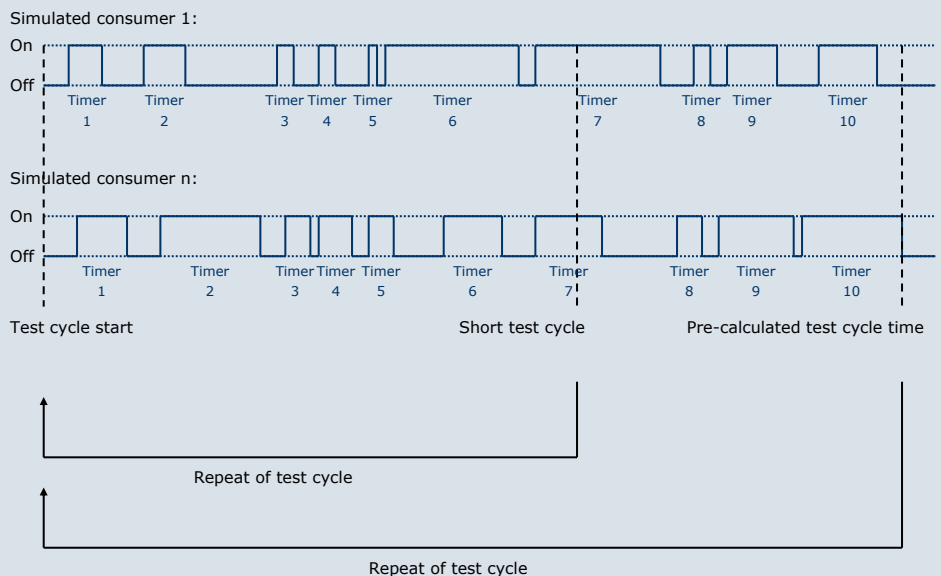 Simulated consumer 1:
On
Off
Timer Timer Timer Timer Timer Timer Timer Timer Timer Timer
1 2 3 4 5 6 7 8 9 10
Simulated consumer n:
On
Off
Timer Timer Timer Timer Timer Timer Timer Timer Timer Timer
1 2 3 4 5 6 7 8 9 10
Test cycle start Short test cycle Pre-calculated test cycle time
Repeat of test cycle
Repeat of test cycle